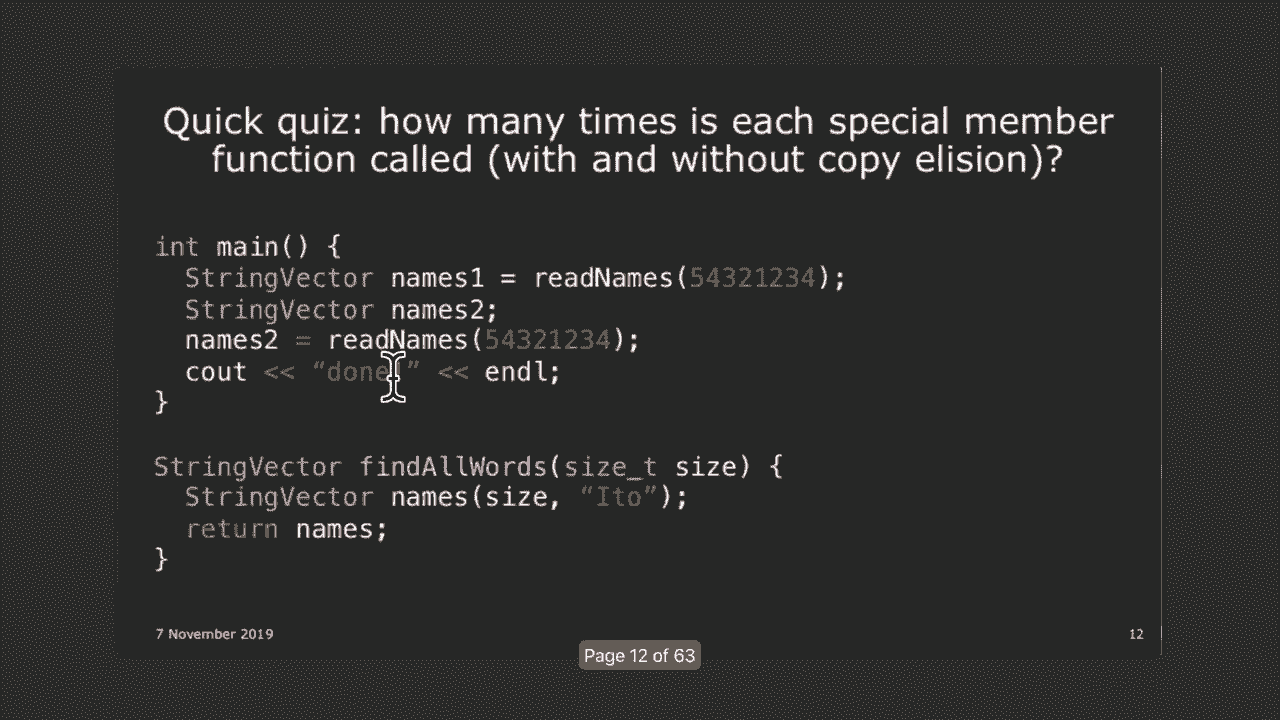 Quick quiz: how many times is each special member
function called (with and without copy elision)?
int main() {
StringVector names1 = readNames(54321234);
StringVector names2;
names2 = readNames(54321234);
cout << “done!” << endl;
}
StringVector findAllWords(size_t size) {
StringVector names(size, “Ito”);
return names;
}
7 November 2019
12
Page 12 of 63